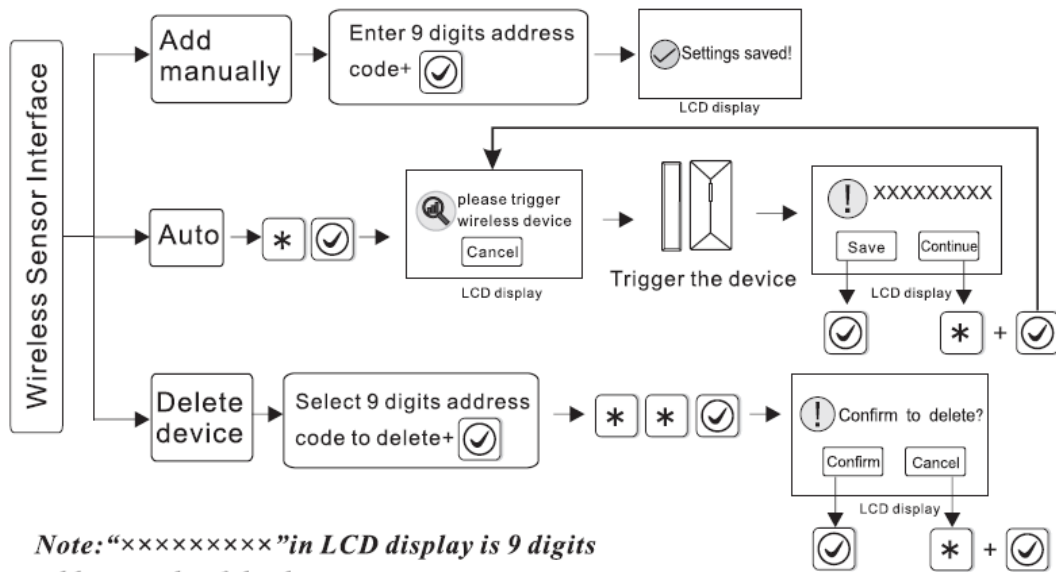 Wireless Sensor Interface
Add
manually
Enter 9 digits address
code+
Settings saved!
LCD display
Auto
*
please trigger
wireless device
Cancel
LCD display
Trigger the device
! XXXXXXXXX
Save
Continue
LCD display
* +
Delete
device
Select 9 digits address
code to delete+
* *
! Confirm to delete?
Confirm
Cancel
LCD display
* +
Note:“×××××××××”in LCD display is 9 digits